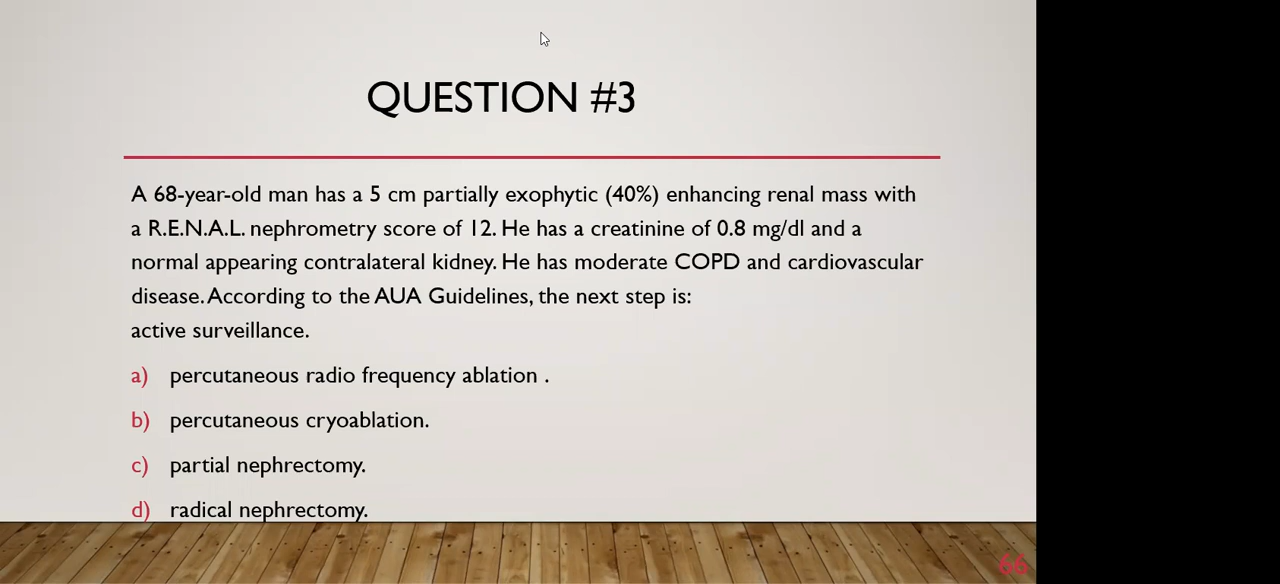 QUESTION #3
A 68-year-old man has a 5 cm partially exophytic (40%) enhancing renal mass with
a R.E.N.A.L. nephrometry score of 12. He has a creatinine of 0.8 mg/dl and a
normal appearing contralateral kidney. He has moderate COPD and cardiovascular
disease. According to the AUA Guidelines, the next step is:
active surveillance.
a) percutaneous radio frequency ablation .
b) percutaneous cryoablation.
c) partial nephrectomy.
d) radical nephrectomy.
66